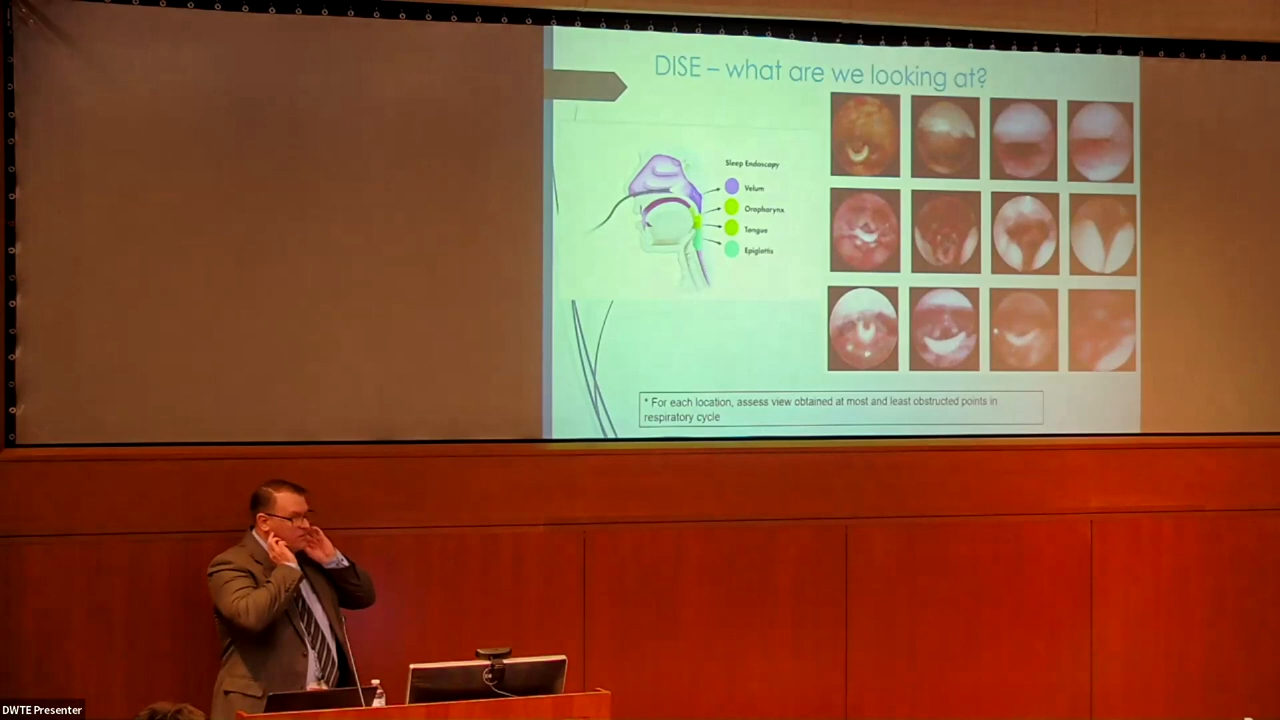 DISE – what are we looking at?
Sleep Endoscopy
Velum
Oropharynx
Tongue
Epiglottis
* For each location, assess view obtained at most and least obstructed points in
respiratory cycle
DWTE Presenter